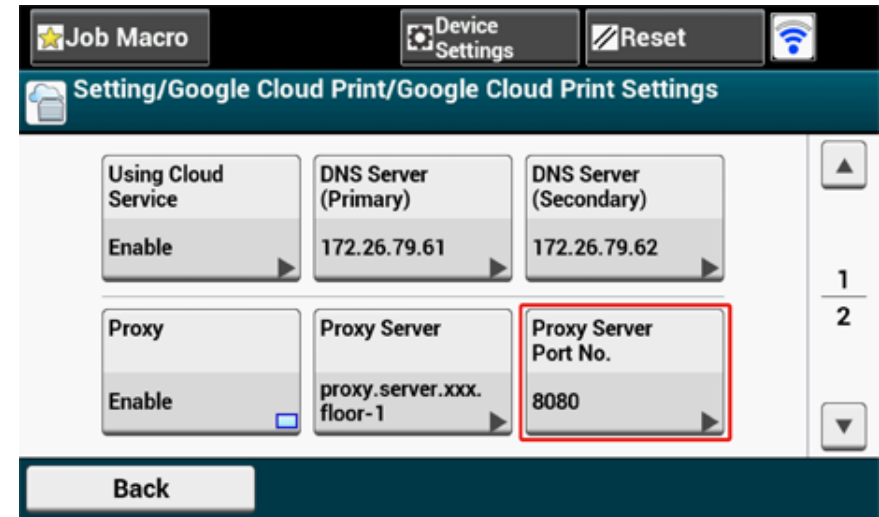 Job Macro
Device
Settings
Reset
Setting/Google Cloud Print/Google Cloud Print Settings
Using Cloud
Service
Enable
DNS Server
(Primary)
172.26.79.61
DNS Server
(Secondary)
172.26.79.62
1
2
Proxy
Enable
Proxy Server
proxy.server.xxx.
floor-1
Proxy Server
Port No.
8080
Back